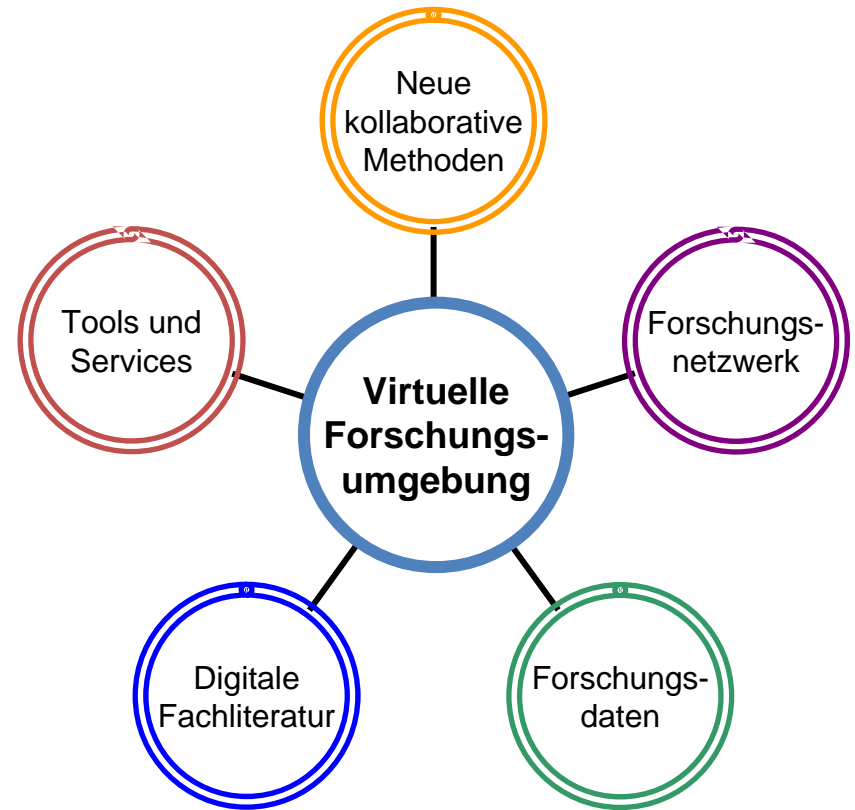 Neue
kollaborative
Methoden
Tools und
Services
Forschungs-
netzwerk
Virtuelle
Forschungs-
umgebung
Digitale
Fachliteratur
Forschungs-
daten